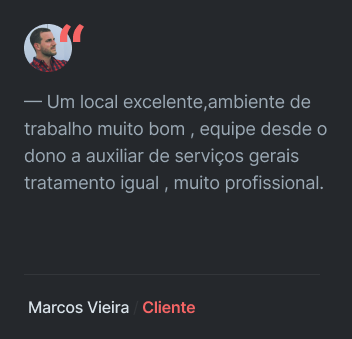 “
— Um local excelente,ambiente de
trabalho muito bom , equipe desde o
dono a auxiliar de serviços gerais
tratamento igual , muito profissional.
Marcos Vieira / Cliente